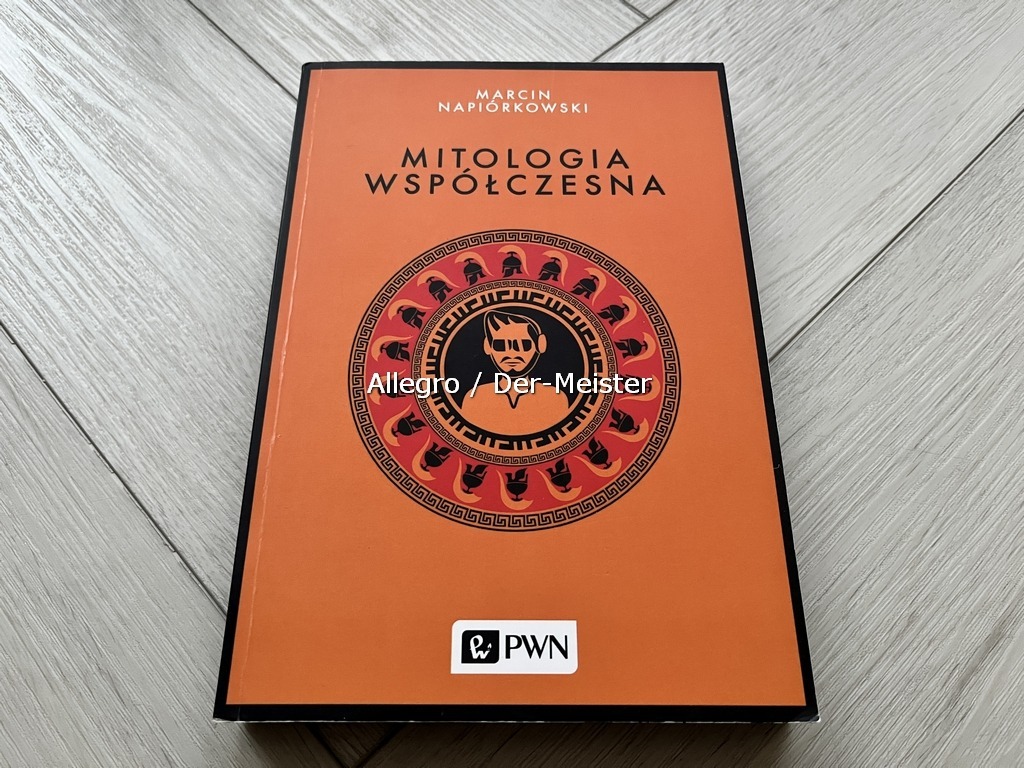 MARCIN
NAPIÓRKOWSKI
MITOLOGIA
WSPÓŁCZESNA
Allegro / Der-Meister
PWN